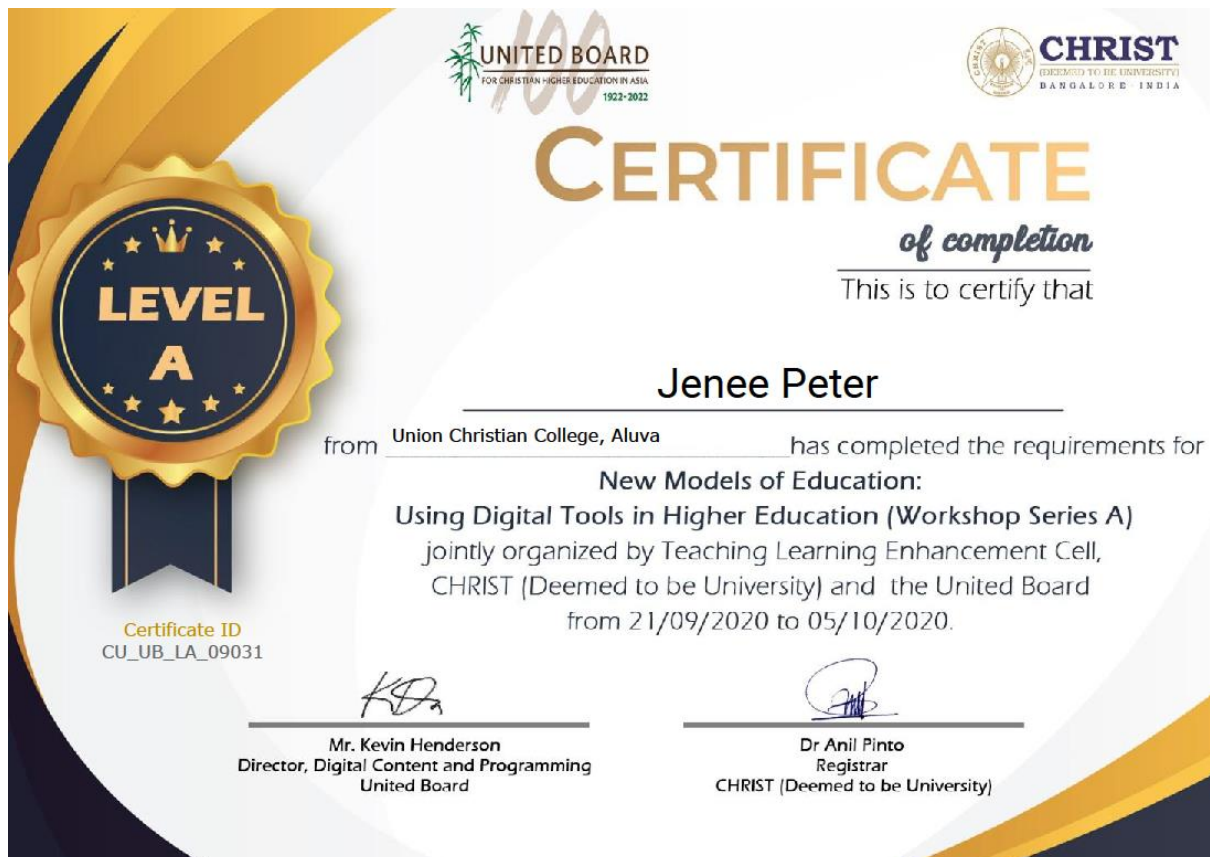 100
UNITED BOARD
FOR CHRISTIAN HIGHER EDUCATION IN ASIA
1922-2022
CHRIST
CHRIST
(DEEMED TO BE UNIVERSITY)
BANGALORE · INDIA
CERTIFICATE
of completion
This is to certify that
LEVEL
A
Jenee Peter
from Union Christian College, Aluva has completed the requirements for
New Models of Education:
Using Digital Tools in Higher Education (Workshop Series A)
jointly organized by Teaching Learning Enhancement Cell,
CHRIST (Deemed to be University) and the United Board
from 21/09/2020 to 05/10/2020.
Certificate ID
CU_UB_LA_09031
Mr. Kevin Henderson
Director, Digital Content and Programming
United Board
Dr Anil Pinto
Registrar
CHRIST (Deemed to be University)